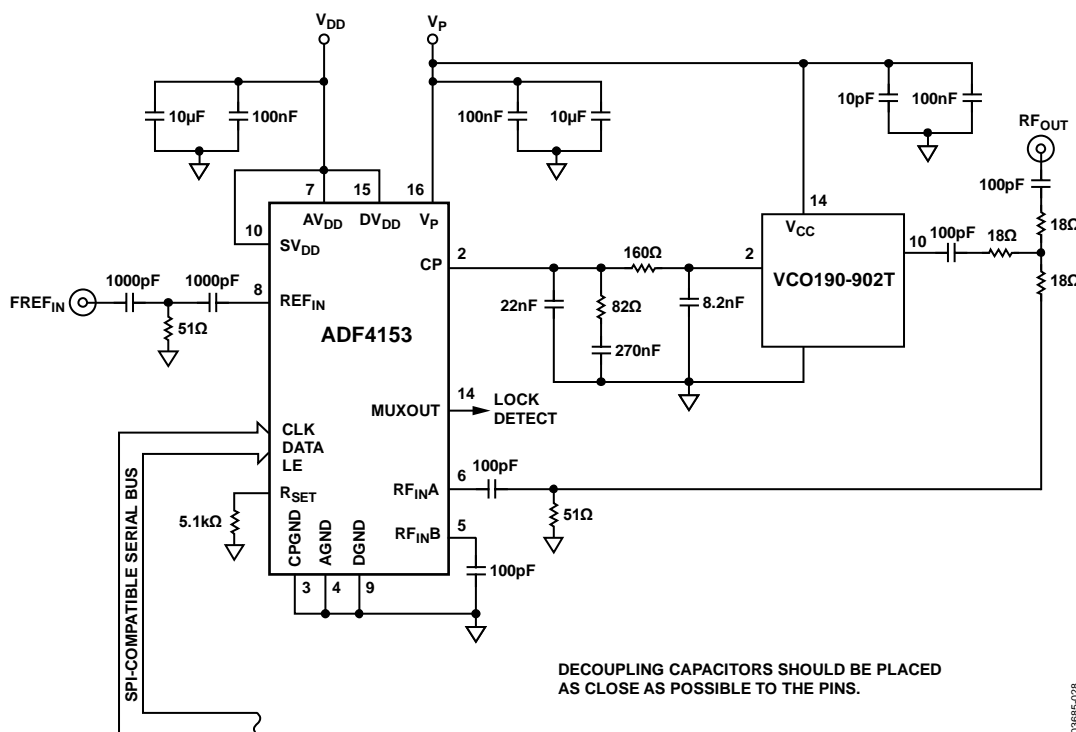 VDD
VP
10µF
100nF
100nF
10µF
10pF
100nF
RFOUT
100pF
18Ω
7
15
16
14
AVDD
DVDD
VP
VCC
10
SVDD
CP
2
160Ω
2
VCO190-902T
10
100pF
18Ω
18Ω
FREFIN
1000pF
1000pF
8
REFIN
51Ω
22nF
82Ω
8.2nF
ADF4153
270nF
MUXOUT
14
LOCK
DETECT
CLK
DATA
LE
100pF
RFINA
6
RSET
51Ω
5.1kΩ
RFINB
5
CPGND
AGND
DGND
100pF
3
4
9
SPI-COMPATIBLE SERIAL BUS
DECOUPLING CAPACITORS SHOULD BE PLACED
AS CLOSE AS POSSIBLE TO THE PINS.
03685-028